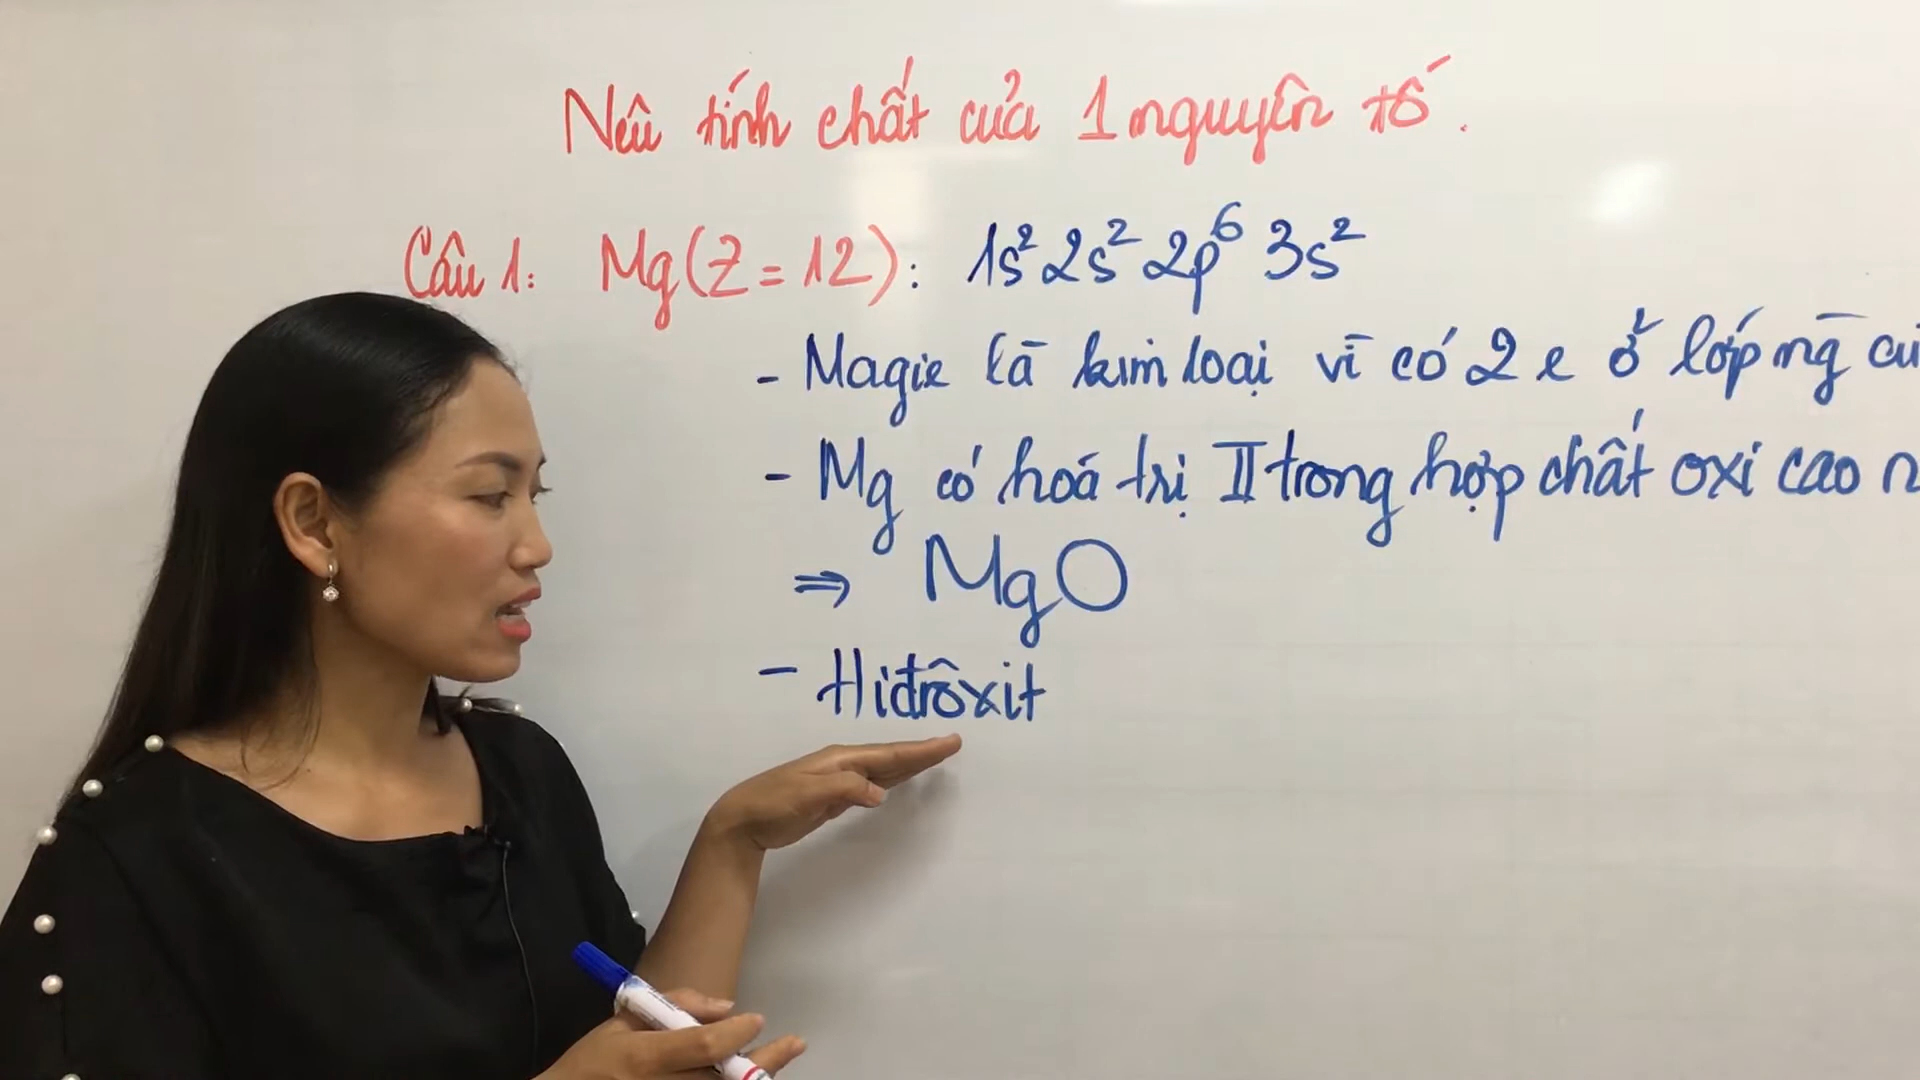 Nêu tính chất của 1 nguyên tố.
Câu 1: Mg(Z = 12): 1s² 2s² 2p⁶ 3s²
- Magie là kim loại vì có 2 e ở lớp ng cù
- Mg có hoá trị II trong hợp chất oxi cao n
⇒ MgO
- Hiđrôxit